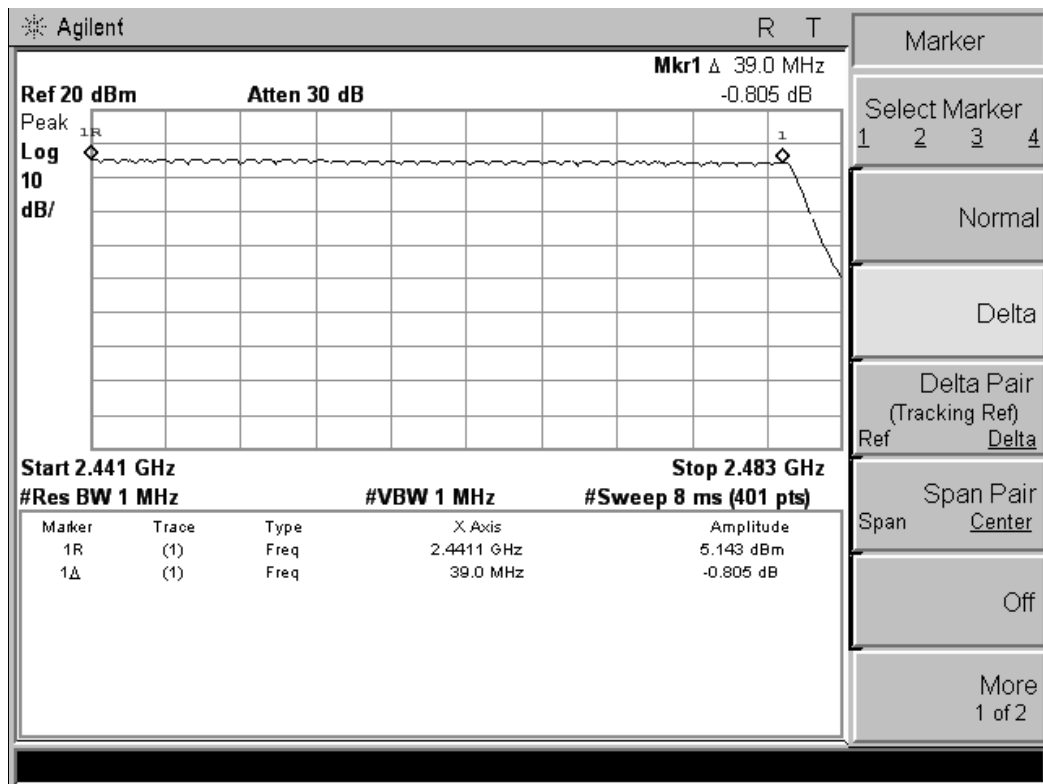 Agilent R T
Mkr1 Δ 39.0 MHz
Ref 20 dBm Atten 30 dB -0.805 dB
Peak
Log
10
dB/
1R
1
Start 2.441 GHz Stop 2.483 GHz
#Res BW 1 MHz #VBW 1 MHz #Sweep 8 ms (401 pts)
Marker Trace Type X Axis Amplitude
1R (1) Freq 2.4411 GHz 5.143 dBm
1Δ (1) Freq 39.0 MHz -0.805 dB
Marker
Select Marker
1 2 3 4
Normal
Delta
Delta Pair
(Tracking Ref)
Ref Delta
Span Pair
Span Center
Off
More
1 of 2